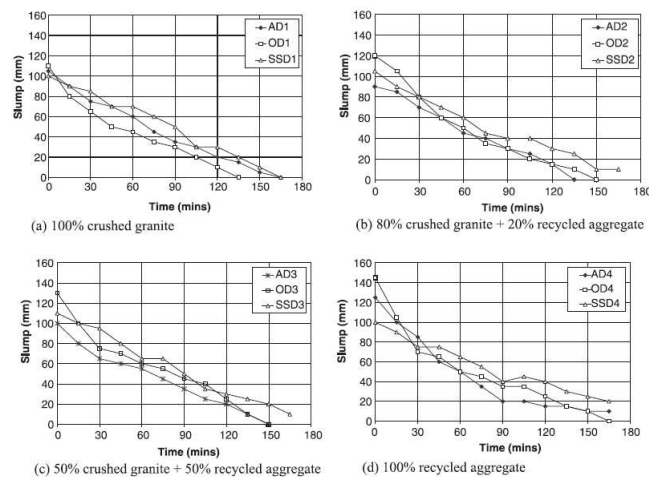 160
140
120
100
80
60
40
20
0
Slump (mm)
AD1
OD1
SSD1
0 30 60 90 120 150 180
Time (mins)
(a) 100% crushed granite
160
140
120
100
80
60
40
20
0
Slump (mm)
AD2
OD2
SSD2
0 30 60 90 120 150 180
Time (mins)
(b) 80% crushed granite + 20% recycled aggregate
160
140
120
100
80
60
40
20
0
Slump (mm)
AD3
OD3
SSD3
0 30 60 90 120 150 180
Time (mins)
(c) 50% crushed granite + 50% recycled aggregate
160
140
120
100
80
60
40
20
0
Slump (mm)
AD4
OD4
SSD4
0 30 60 90 120 150 180
Time (mins)
(d) 100% recycled aggregate